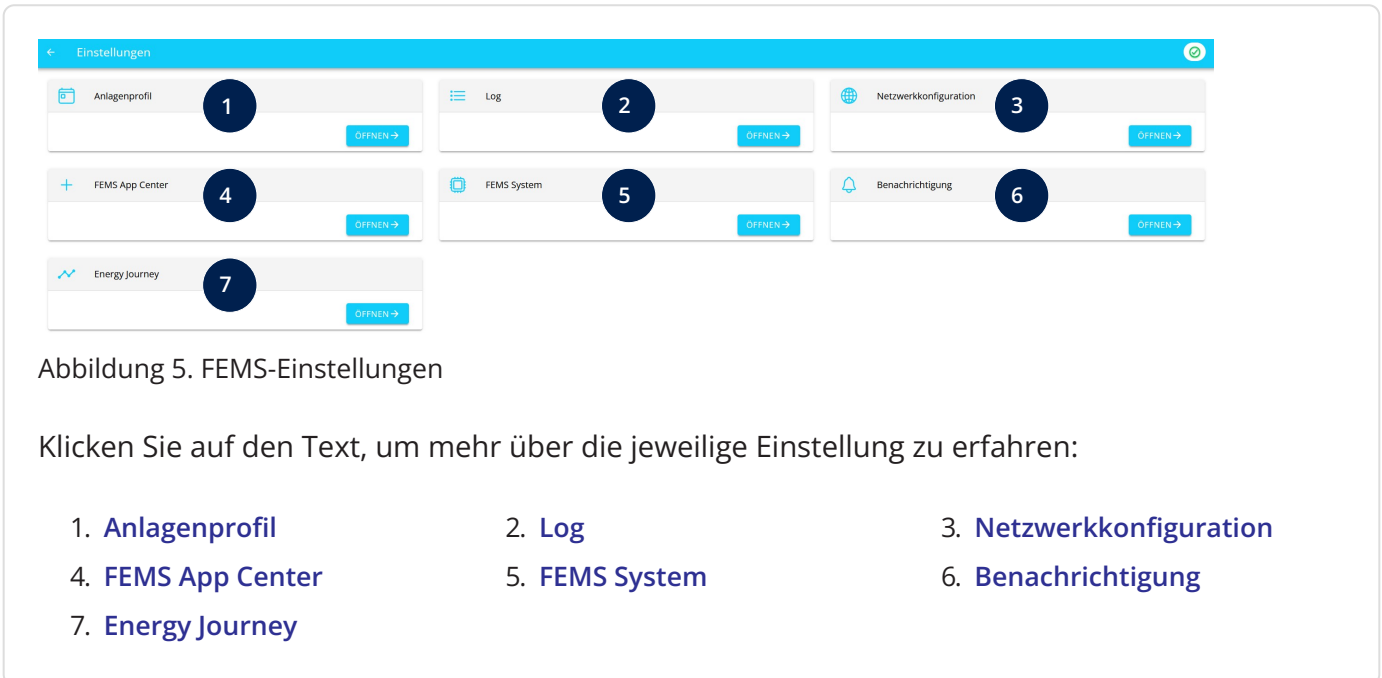 ← Einstellungen
Anlagenprofil 1
ÖFFNEN →
Log 2
ÖFFNEN →
Netzwerkkonfiguration 3
ÖFFNEN →
FEMS App Center 4
ÖFFNEN →
FEMS System 5
ÖFFNEN →
Benachrichtigung 6
ÖFFNEN →
Energy Journey 7
ÖFFNEN →
Abbildung 5. FEMS-Einstellungen
Klicken Sie auf den Text, um mehr über die jeweilige Einstellung zu erfahren:
1. Anlagenprofil
2. Log
3. Netzwerkkonfiguration
4. FEMS App Center
5. FEMS System
6. Benachrichtigung
7. Energy Journey